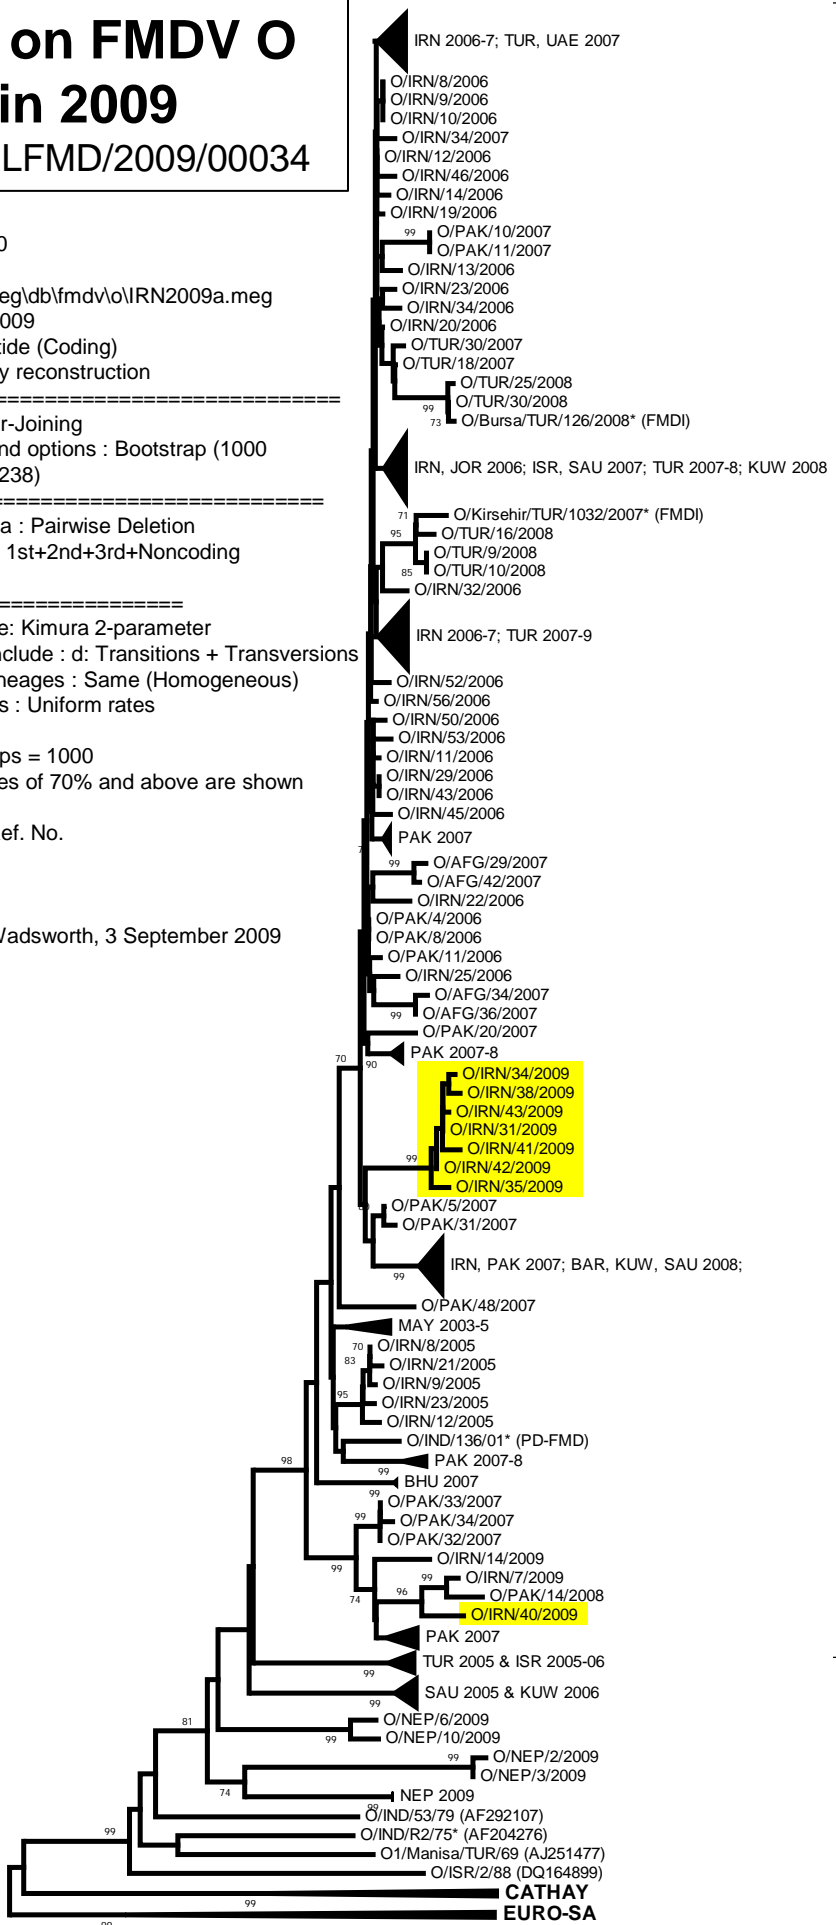 on FMDV O
in 2009
LFMD/2009/00034
0
eg\db\fmdv\o\IRN2009a.meg
009
tide (Coding)
y reconstruction
==============================
r-Joining
nd options : Bootstrap (1000
238)
============================
a : Pairwise Deletion
1st+2nd+3rd+Noncoding
================
e: Kimura 2-parameter
nclude : d: Transitions + Transversions
neages : Same (Homogeneous)
s : Uniform rates
ps = 1000
es of 70% and above are shown
ef. No.
Wadsworth, 3 September 2009
IRN 2006-7; TUR, UAE 2007
O/IRN/8/2006
O/IRN/9/2006
O/IRN/10/2006
O/IRN/34/2007
O/IRN/12/2006
O/IRN/46/2006
O/IRN/14/2006
O/IRN/19/2006
99 O/PAK/10/2007
O/PAK/11/2007
O/IRN/13/2006
O/IRN/23/2006
O/IRN/34/2006
O/IRN/20/2006
O/TUR/30/2007
O/TUR/18/2007
O/TUR/25/2008
99 O/TUR/30/2008
73 O/Bursa/TUR/126/2008* (FMDI)
IRN, JOR 2006; ISR, SAU 2007; TUR 2007-8; KUW 2008
71 O/Kirsehir/TUR/1032/2007* (FMDI)
95 O/TUR/16/2008
O/TUR/9/2008
85 O/TUR/10/2008
O/IRN/32/2006
IRN 2006-7; TUR 2007-9
O/IRN/52/2006
O/IRN/56/2006
O/IRN/50/2006
O/IRN/53/2006
O/IRN/11/2006
O/IRN/29/2006
O/IRN/43/2006
O/IRN/45/2006
PAK 2007
99 O/AFG/29/2007
O/AFG/42/2007
O/IRN/22/2006
O/PAK/4/2006
O/PAK/8/2006
O/PAK/11/2006
O/IRN/25/2006
O/AFG/34/2007
99 O/AFG/36/2007
O/PAK/20/2007
PAK 2007-8
70 90
O/IRN/34/2009
O/IRN/38/2009
O/IRN/43/2009
O/IRN/31/2009
O/IRN/41/2009
99 O/IRN/42/2009
O/IRN/35/2009
O/PAK/5/2007
O/PAK/31/2007
IRN, PAK 2007; BAR, KUW, SAU 2008;
99
O/PAK/48/2007
MAY 2003-5
70 O/IRN/8/2005
83 O/IRN/21/2005
O/IRN/9/2005
95 O/IRN/23/2005
O/IRN/12/2005
O/IND/136/01* (PD-FMD)
98 PAK 2007-8
99 BHU 2007
99 O/PAK/33/2007
99 O/PAK/34/2007
O/PAK/32/2007
99 O/IRN/14/2009
99 O/IRN/7/2009
74 96 O/PAK/14/2008
O/IRN/40/2009
PAK 2007
TUR 2005 & ISR 2005-06
99
SAU 2005 & KUW 2006
99
O/NEP/6/2009
81 99 O/NEP/10/2009
99 O/NEP/2/2009
O/NEP/3/2009
74 NEP 2009
99
O/IND/53/79 (AF292107)
99 O/IND/R2/75* (AF204276)
O1/Manisa/TUR/69 (AJ251477)
O/ISR/2/88 (DQ164899)
CATHAY
99
EURO-SA
99